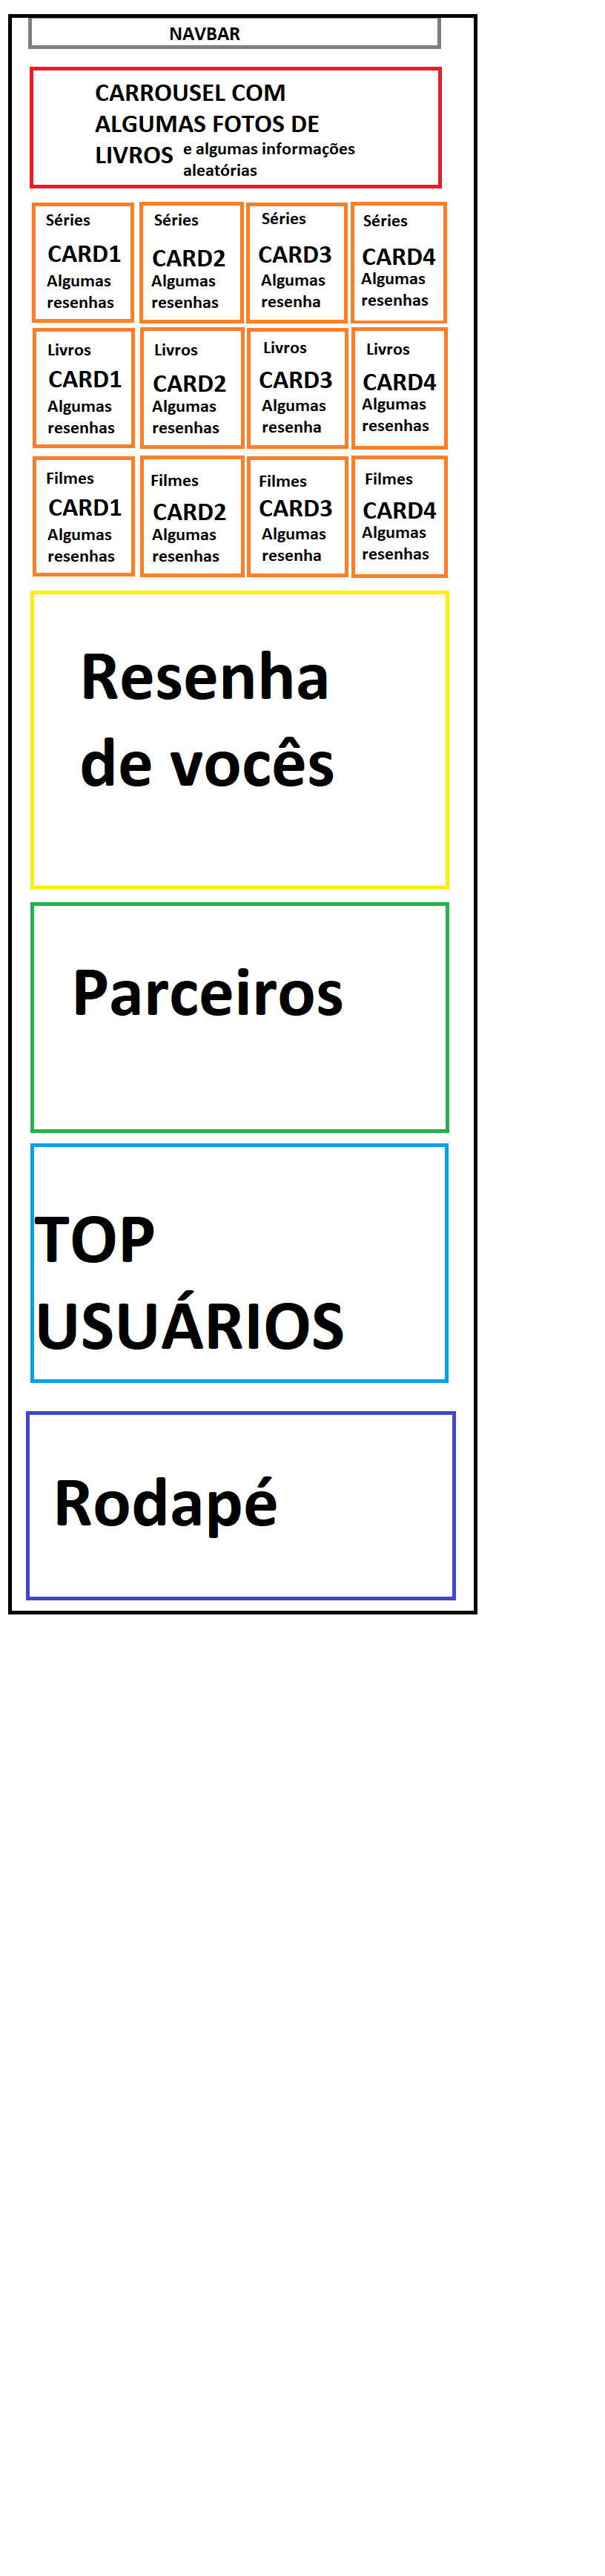 NAVBAR
CARROUSEL COM
ALGUMAS FOTOS DE
LIVROS e algumas informações
aleatórias
Séries
CARD1
Algumas
resenhas
Séries
CARD2
Algumas
resenhas
Séries
CARD3
Algumas
resenha
Séries
CARD4
Algumas
resenhas
Livros
CARD1
Algumas
resenhas
Livros
CARD2
Algumas
resenhas
Livros
CARD3
Algumas
resenha
Livros
CARD4
Algumas
resenhas
Filmes
CARD1
Algumas
resenhas
Filmes
CARD2
Algumas
resenhas
Filmes
CARD3
Algumas
resenha
Filmes
CARD4
Algumas
resenhas
Resenha
de vocês
Parceiros
TOP
USUÁRIOS
Rodapé